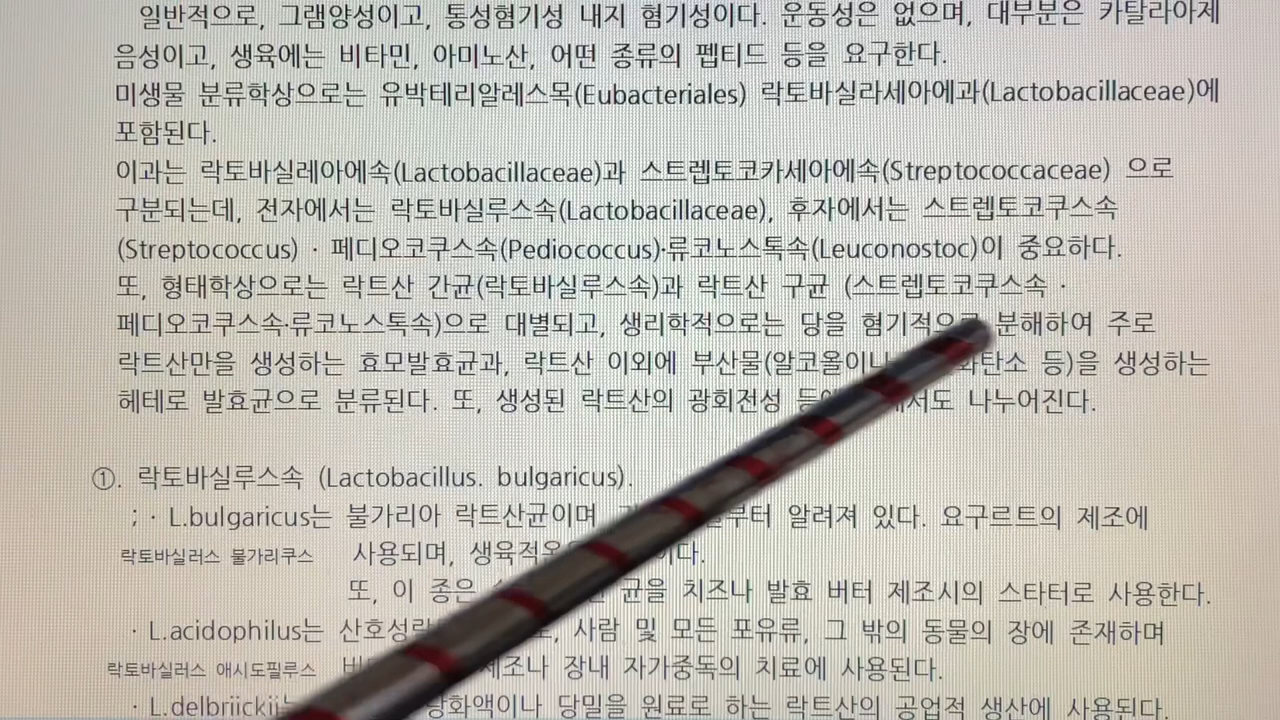 일반적으로, 그램양성이고, 통성혐기성 내지 혐기성이다. 운동성은 없으며, 대부분은 카탈라아제
음성이고, 생육에는 비타민, 아미노산, 어떤 종류의 펩티드 등을 요구한다.
미생물 분류학상으로는 유박테리알레스목(Eubacteriales) 락토바실라세아에과(Lactobacillaceae)에
포함된다.
이과는 락토바실레아에속(Lactobacillaceae)과 스트렙토코카세아에속(Streptococcaceae) 으로
구분되는데, 전자에서는 락토바실루스속(Lactobacillaceae), 후자에서는 스트렙토코쿠스속
(Streptococcus) · 페디오코쿠스속(Pediococcus)·류코노스톡속(Leuconostoc)이 중요하다.
또, 형태학상으로는 락트산 간균(락토바실루스속)과 락트산 구균 (스트렙토코쿠스속 ·
페디오코쿠스속·류코노스톡속)으로 대별되고, 생리학적으로는 당을 혐기적으로 분해하여 주로
락트산만을 생성하는 효모발효균과, 락트산 이외에 부산물(알코올이나 화탄소 등)을 생성하는
헤테로 발효균으로 분류된다. 또, 생성된 락트산의 광회전성 서도 나누어진다.
①. 락토바실루스속 (Lactobacillus. bulgaricus).
; · L.bulgaricus는 불가리아 락트산균이며 부터 알려져 있다. 요구르트의 제조에
락토바실러스 불가리쿠스 사용되며, 이다.
또, 이 종은 균을 치즈나 발효 버터 제조시의 스타터로 사용한다.
· L.acidophilus는 사람 및 모든 포유류, 그 밖의 동물의 장에 존재하며
락토바실러스 애시도필루스 제조나 장내 자가중독의 치료에 사용된다.
· L.delbriickii는 당화액이나 당밀을 원료로 하는 락트산의 공업적 생산에 사용된다.